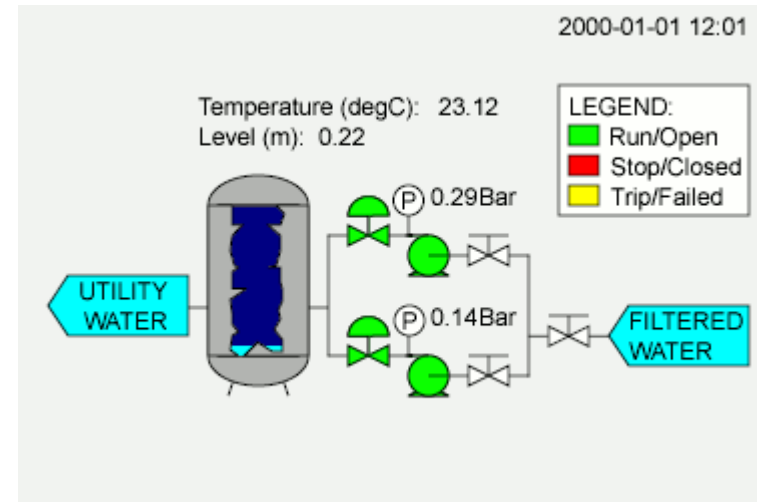 2000-01-01 12:01
Temperature (degC): 23.12
Level (m): 0.22
LEGEND:
Run/Open
Stop/Closed
Trip/Failed
P 0.29Bar
UTILITY
WATER
P 0.14Bar
FILTERED
WATER